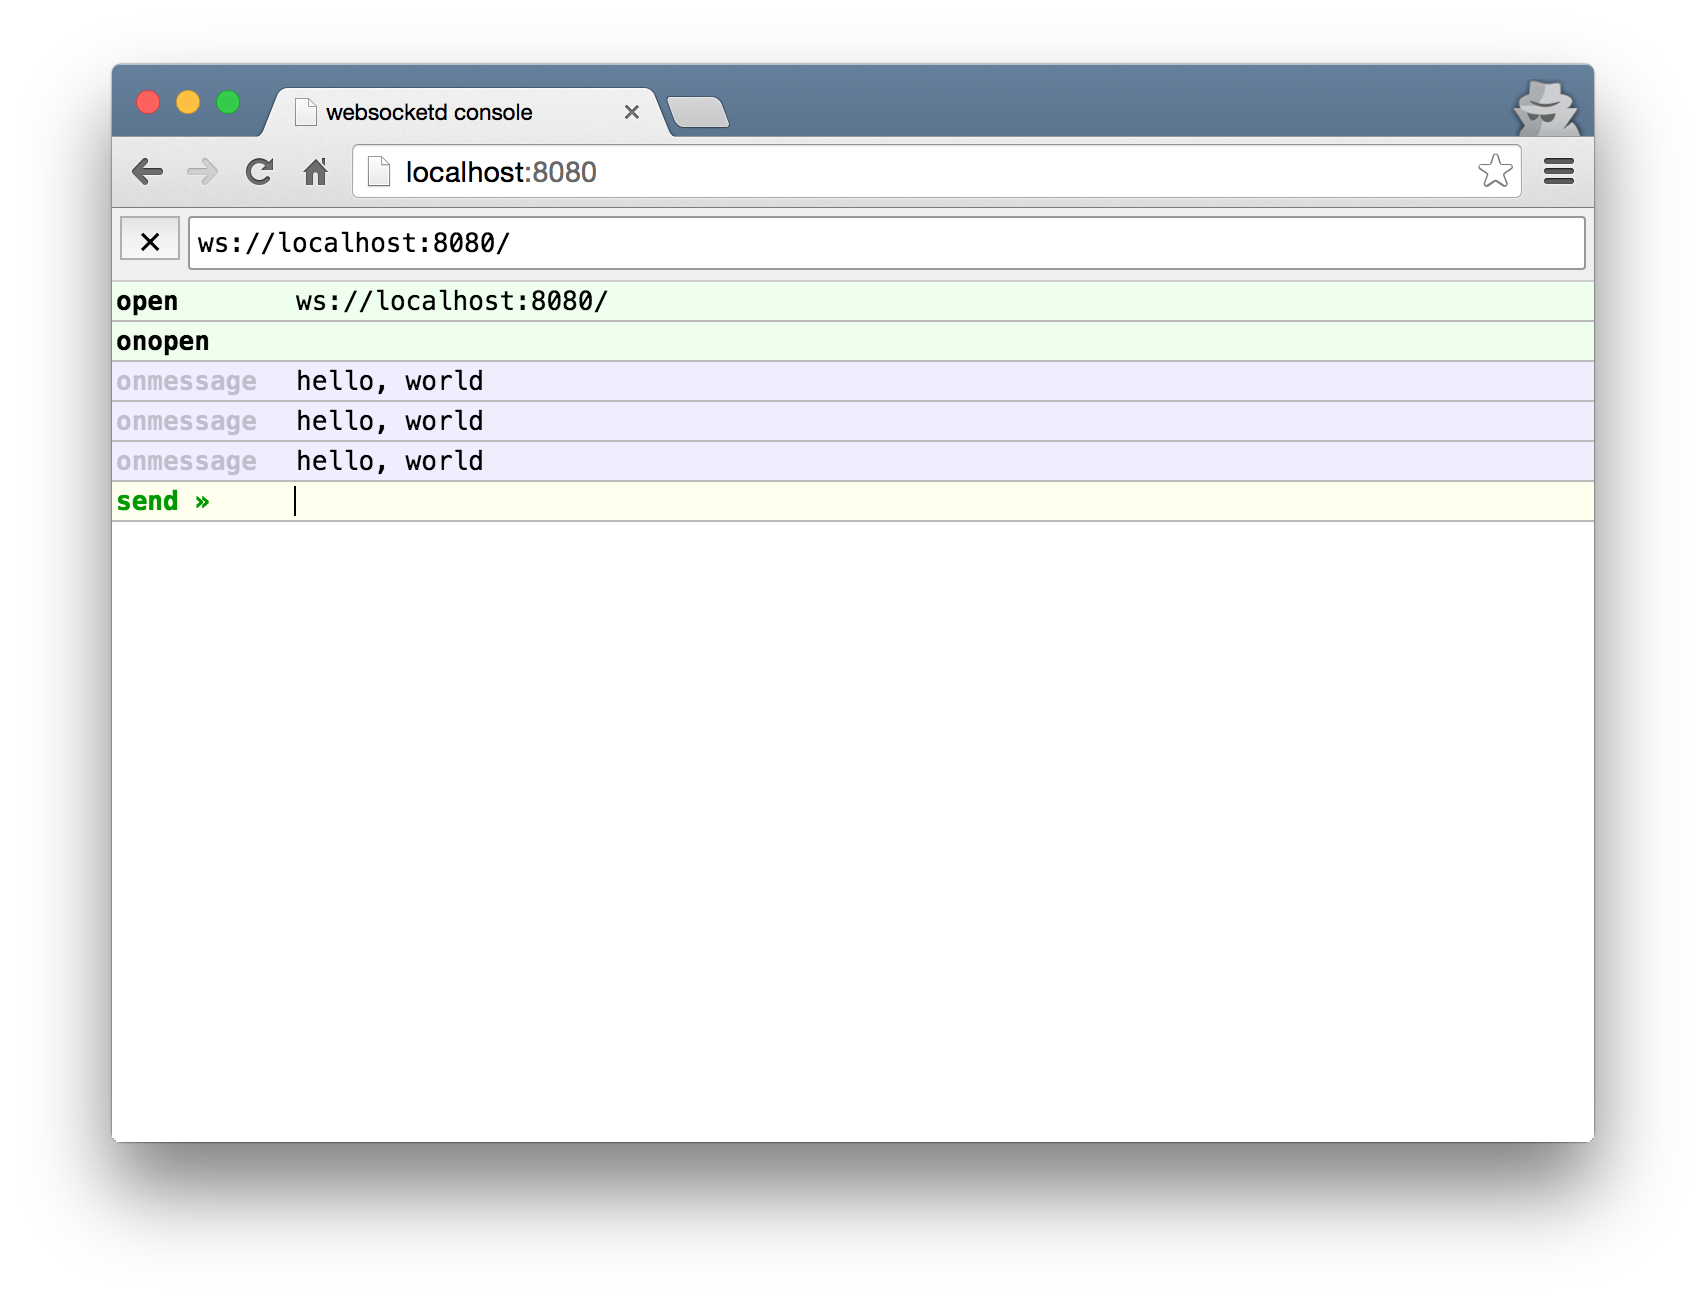 websocketd console
localhost:8080
ws://localhost:8080/
open ws://localhost:8080/
onopen
onmessage hello, world
onmessage hello, world
onmessage hello, world
send »